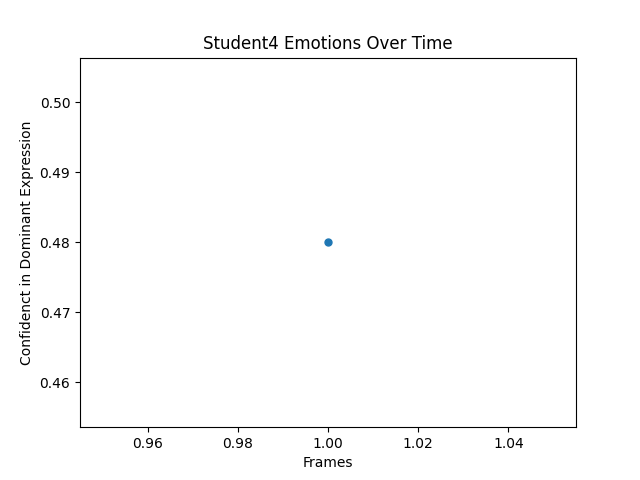 Student4 Emotions Over Time
Confidenct in Dominant Expression
0.50
0.49
0.48
0.47
0.46
0.96 0.98 1.00 1.02 1.04
Frames